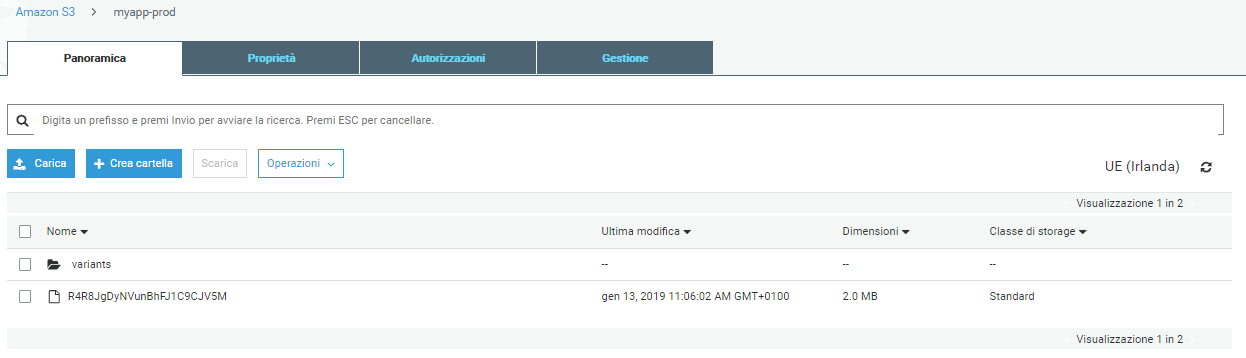 Amazon S3 > myapp-prod
Panoramica Proprietà Autorizzazioni Gestione
Digita un prefisso e premi Invio per avviare la ricerca. Premi ESC per cancellare.
Carica Crea cartella Scarica Operazioni UE (Irlanda)
Visualizzazione 1 in 2
Nome Ultima modifica Dimensioni Classe di storage
variants -- -- --
R4R8JgDyNVunBhFJ1C9CJV5M gen 13, 2019 11:06:02 AM GMT+0100 2.0 MB Standard
Visualizzazione 1 in 2